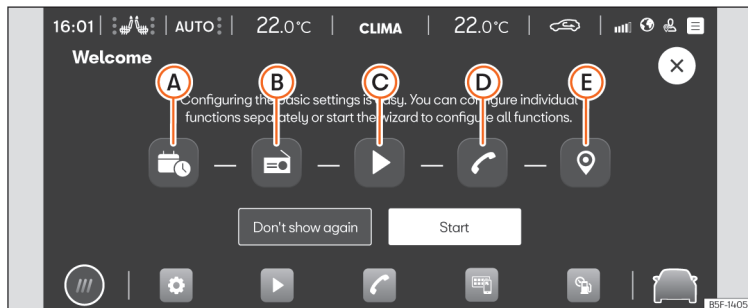 16:01 AUTO 22.0°C CLIMA 22.0°C
Welcome
A B C D E
Configuring the basic settings is easy. You can configure individual
functions separately or start the wizard to configure all functions.
Don't show again Start
B5F-1405